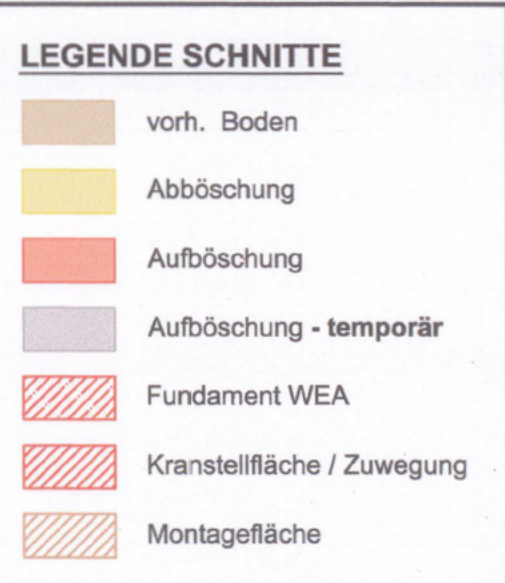 LEGENDE SCHNITTE
vorh. Boden
Abböschung
Aufböschung
Aufböschung - temporär
Fundament WEA
Kranstellfläche / Zuwegung
Montagefläche